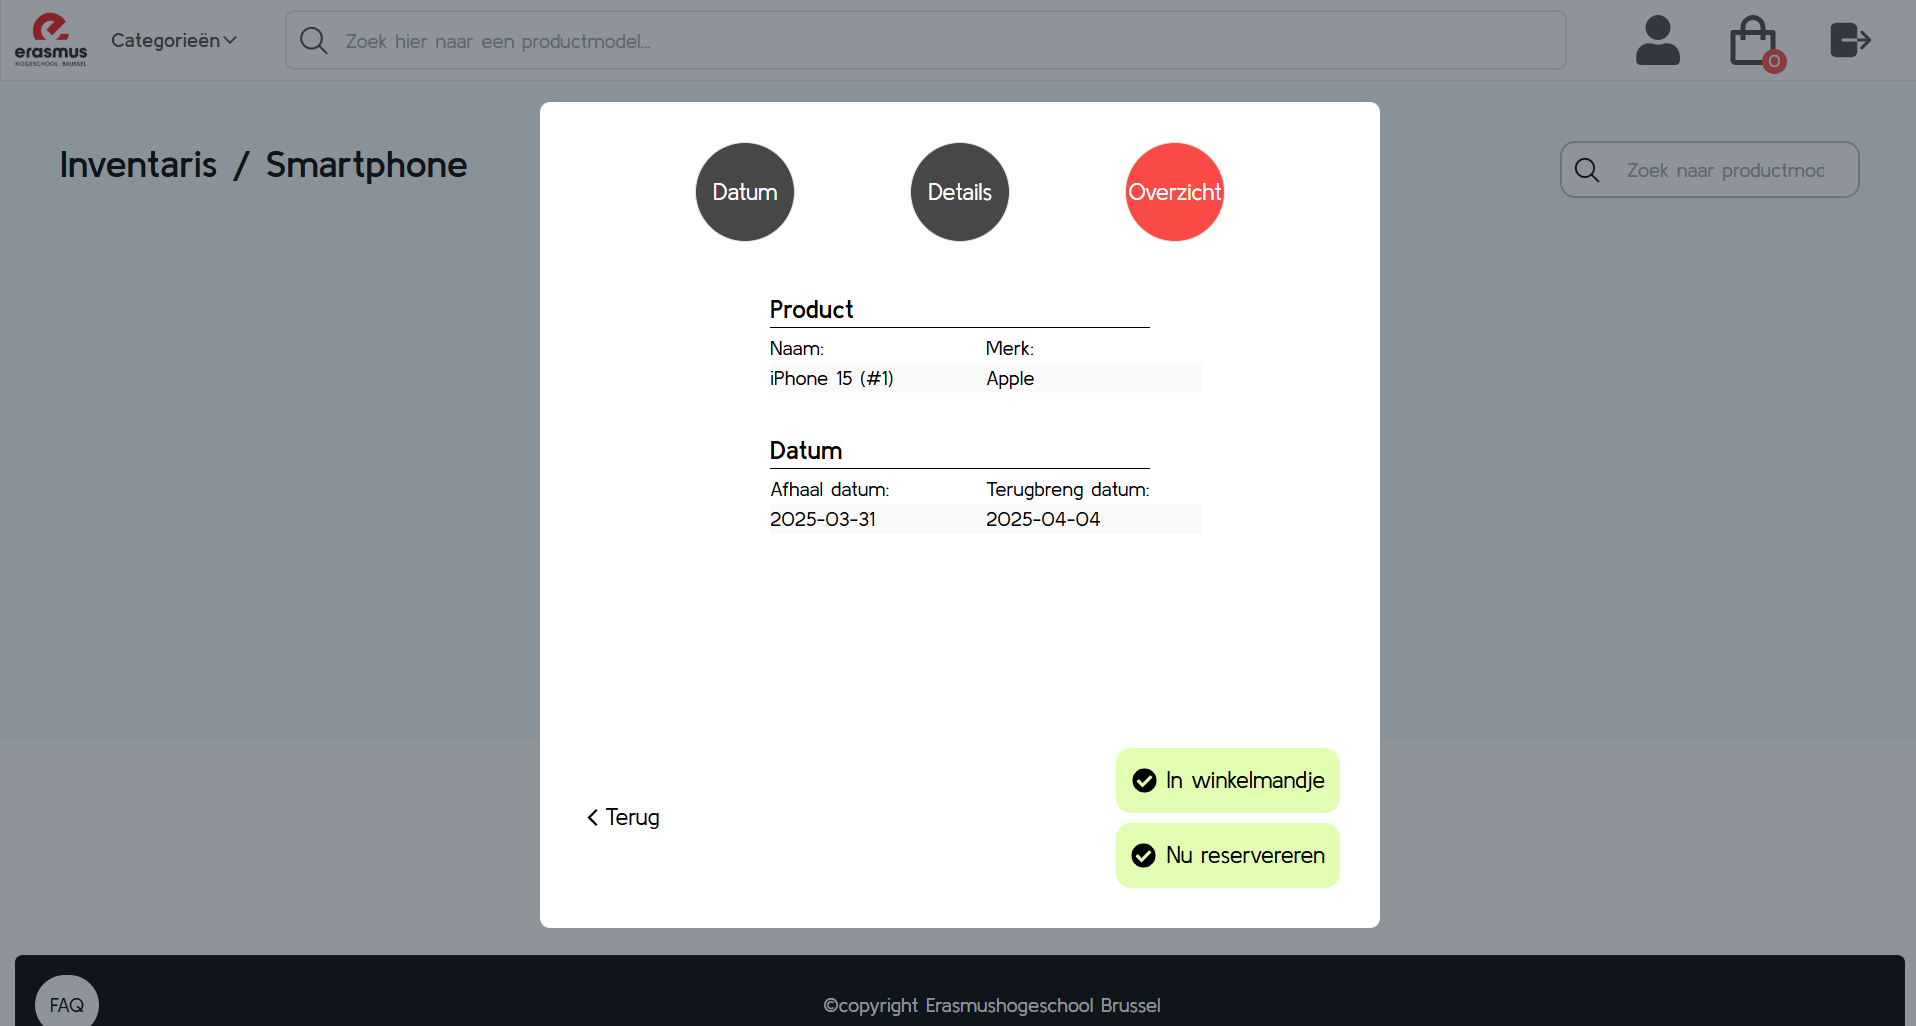 erasmus
HOGESCHOOL BRUSSEL
Categorieën
Zoek hier naar een productmodel...
0
Inventaris / Smartphone
Zoek naar productmod
Datum
Details
Overzicht
Product
Naam: Merk:
iPhone 15 (#1) Apple
Datum
Afhaal datum: Terugbreng datum:
2025-03-31 2025-04-04
In winkelmandje
Terug
Nu reservereren
FAQ
©copyright Erasmushogeschool Brussel